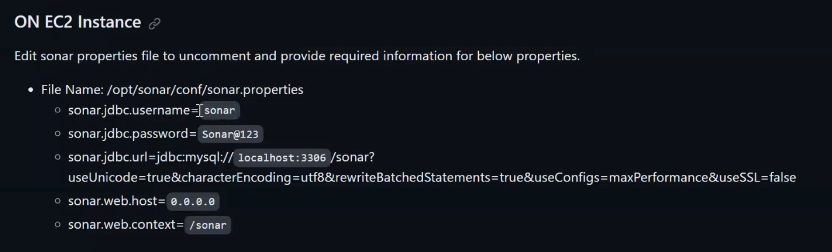 ON EC2 Instance
Edit sonar properties file to uncomment and provide required information for below properties.
File Name: /opt/sonar/conf/sonar.properties
sonar.jdbc.username= sonar
sonar.jdbc.password= Sonar@123
sonar.jdbc.url=jdbc:mysql:// localhost:3306 /sonar?
useUnicode=true&characterEncoding=utf8&rewriteBatchedStatements=true&useConfigs=maxPerformance&useSSL=false
sonar.web.host= 0.0.0.0
sonar.web.context= /sonar